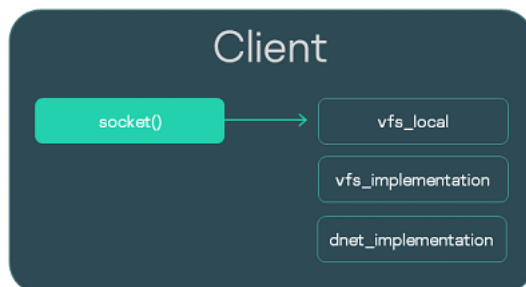 Client
socket()
vfs_local
vfs_implementation
dnet_implementation